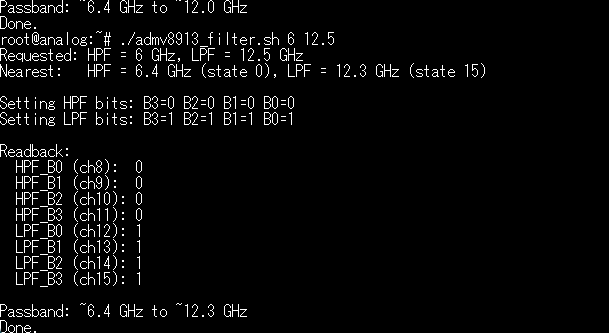 Passband: ~6.4 GHz to ~12.0 GHz
Done.
root@analog:~# ./admv8913_filter.sh 6 12.5
Requested: HPF = 6 GHz, LPF = 12.5 GHz
Nearest:   HPF = 6.4 GHz (state 0), LPF = 12.3 GHz (state 15)

Setting HPF bits: B3=0 B2=0 B1=0 B0=0
Setting LPF bits: B3=1 B2=1 B1=1 B0=1

Readback:
  HPF_B0 (ch8):  0
  HPF_B1 (ch9):  0
  HPF_B2 (ch10): 0
  HPF_B3 (ch11): 0
  LPF_B0 (ch12): 1
  LPF_B1 (ch13): 1
  LPF_B2 (ch14): 1
  LPF_B3 (ch15): 1

Passband: ~6.4 GHz to ~12.3 GHz
Done.